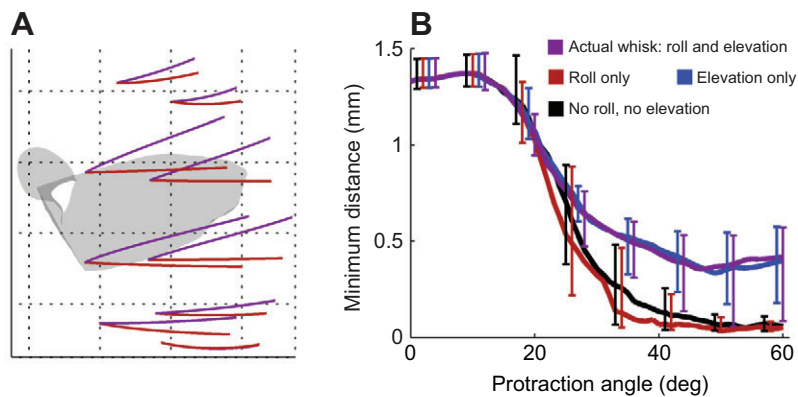 A
B
Minimum distance (mm)
1.5
1
0.5
0
Actual whisk: roll and elevation
Roll only Elevation only
No roll, no elevation
0 20 40 60
Protraction angle (deg)